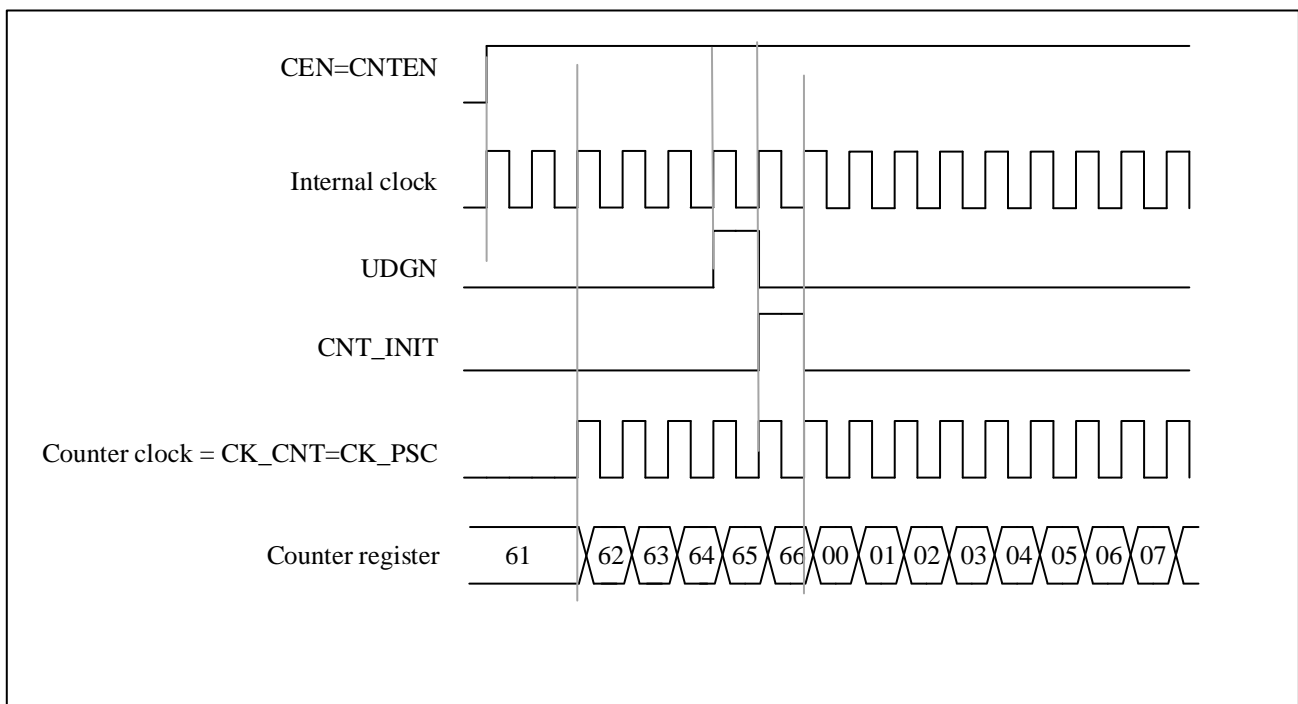 CEN=CNTEN
Internal clock
UDGN
CNT_INIT
Counter clock = CK_CNT=CK_PSC
Counter register 61 62 63 64 65 66 00 01 02 03 04 05 06 07